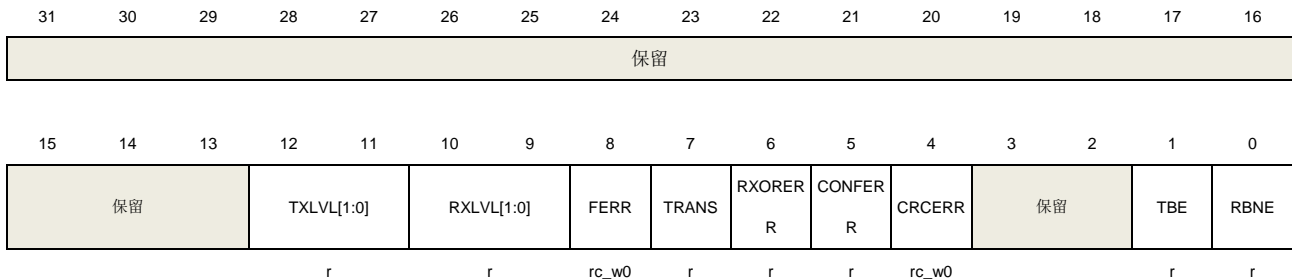 31 30 29 28 27 26 25 24 23 22 21 20 19 18 17 16
保留
15 14 13 12 11 10 9 8 7 6 5 4 3 2 1 0
保留 TXLVL[1:0] RXLVL[1:0] FERR TRANS RXORER R CONFER R CRCERR 保留 TBE RBNE
r r rc_w0 r r r rc_w0 r r